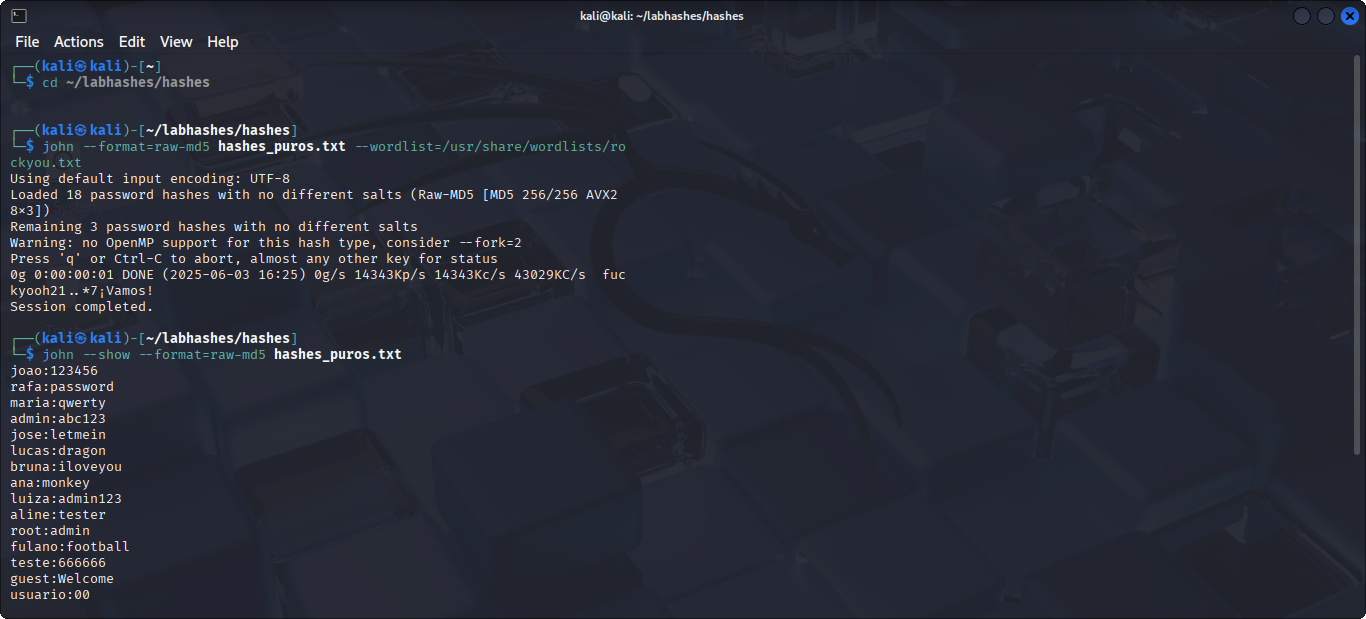 kali@kali: ~/labhashes/hashes
File Actions Edit View Help
┌──(kali㉿kali)-[~]
└─$ cd ~/labhashes/hashes
┌──(kali㉿kali)-[~/labhashes/hashes]
└─$ john --format=raw-md5 hashes_puros.txt --wordlist=/usr/share/wordlists/ro
ckyou.txt
Using default input encoding: UTF-8
Loaded 18 password hashes with no different salts (Raw-MD5 [MD5 256/256 AVX2
8×3])
Remaining 3 password hashes with no different salts
Warning: no OpenMP support for this hash type, consider --fork=2
Press 'q' or Ctrl-C to abort, almost any other key for status
0g 0:00:00:01 DONE (2025-06-03 16:25) 0g/s 14343Kp/s 14343Kc/s 43029KC/s  fuc
kyooh21..*7¡Vamos!
Session completed.
┌──(kali㉿kali)-[~/labhashes/hashes]
└─$ john --show --format=raw-md5 hashes_puros.txt
joao:123456
rafa:password
maria:qwerty
admin:abc123
jose:letmein
lucas:dragon
bruna:iloveyou
ana:monkey
luiza:admin123
aline:tester
root:admin
fulano:football
teste:666666
guest:Welcome
usuario:00